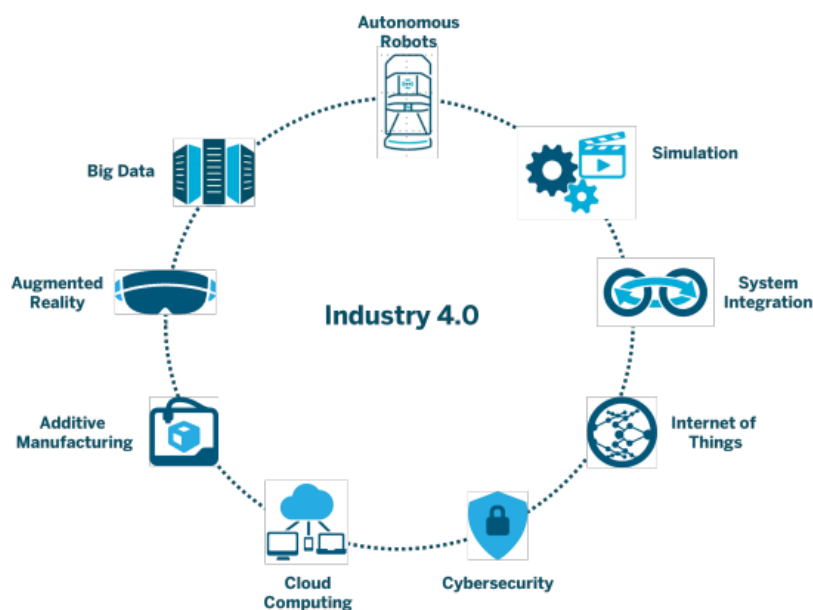 Autonomous
Robots
Simulation
Big Data
System
Integration
Augmented
Reality
Industry 4.0
Internet of
Things
Additive
Manufacturing
Cybersecurity
Cloud
Computing